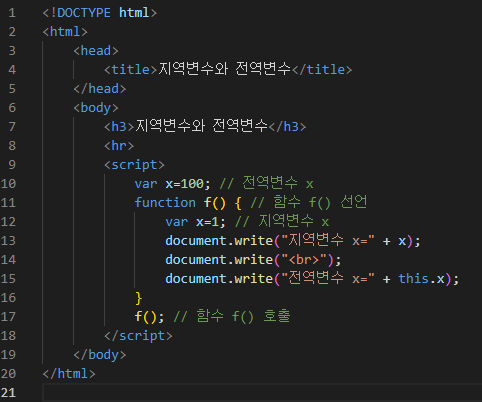 1 <!DOCTYPE html>
2 <html>
3 <head>
4 <title>지역변수와 전역변수</title>
5 </head>
6 <body>
7 <h3>지역변수와 전역변수</h3>
8 <hr>
9 <script>
10 var x=100; // 전역변수 x
11 function f() { // 함수 f() 선언
12 var x=1; // 지역변수 x
13 document.write("지역변수 x=" + x);
14 document.write("<br>");
15 document.write("전역변수 x=" + this.x);
16 }
17 f(); // 함수 f() 호출
18 </script>
19 </body>
20 </html>
21